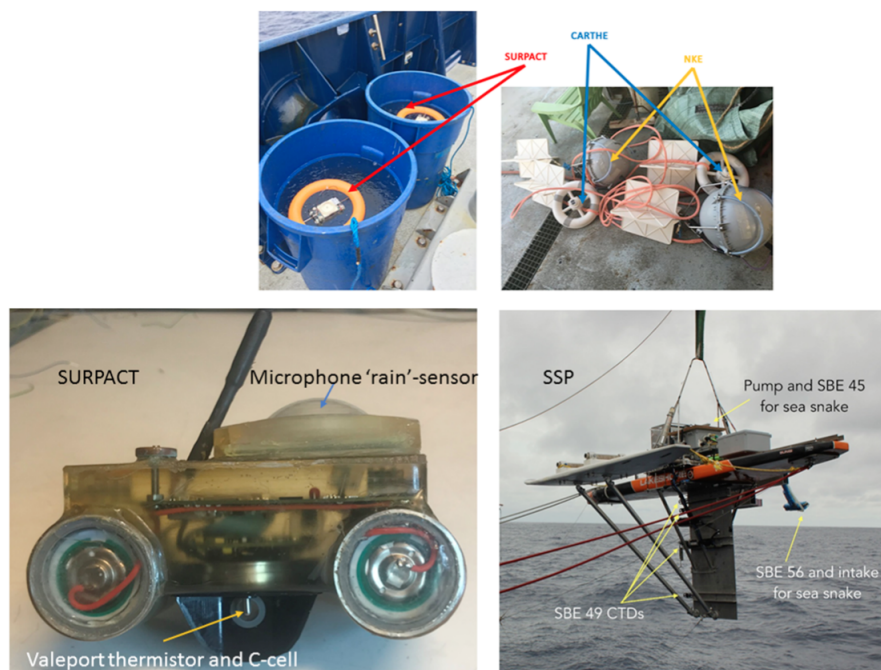 CARTHE
SURPACT
NKE
SURPACT
Microphone ‘rain’-sensor
SSP
Pump and SBE 45
for sea snake
SBE 56 and intake
for sea snake
SBE 49 CTDs
Valeport thermistor and C-cell